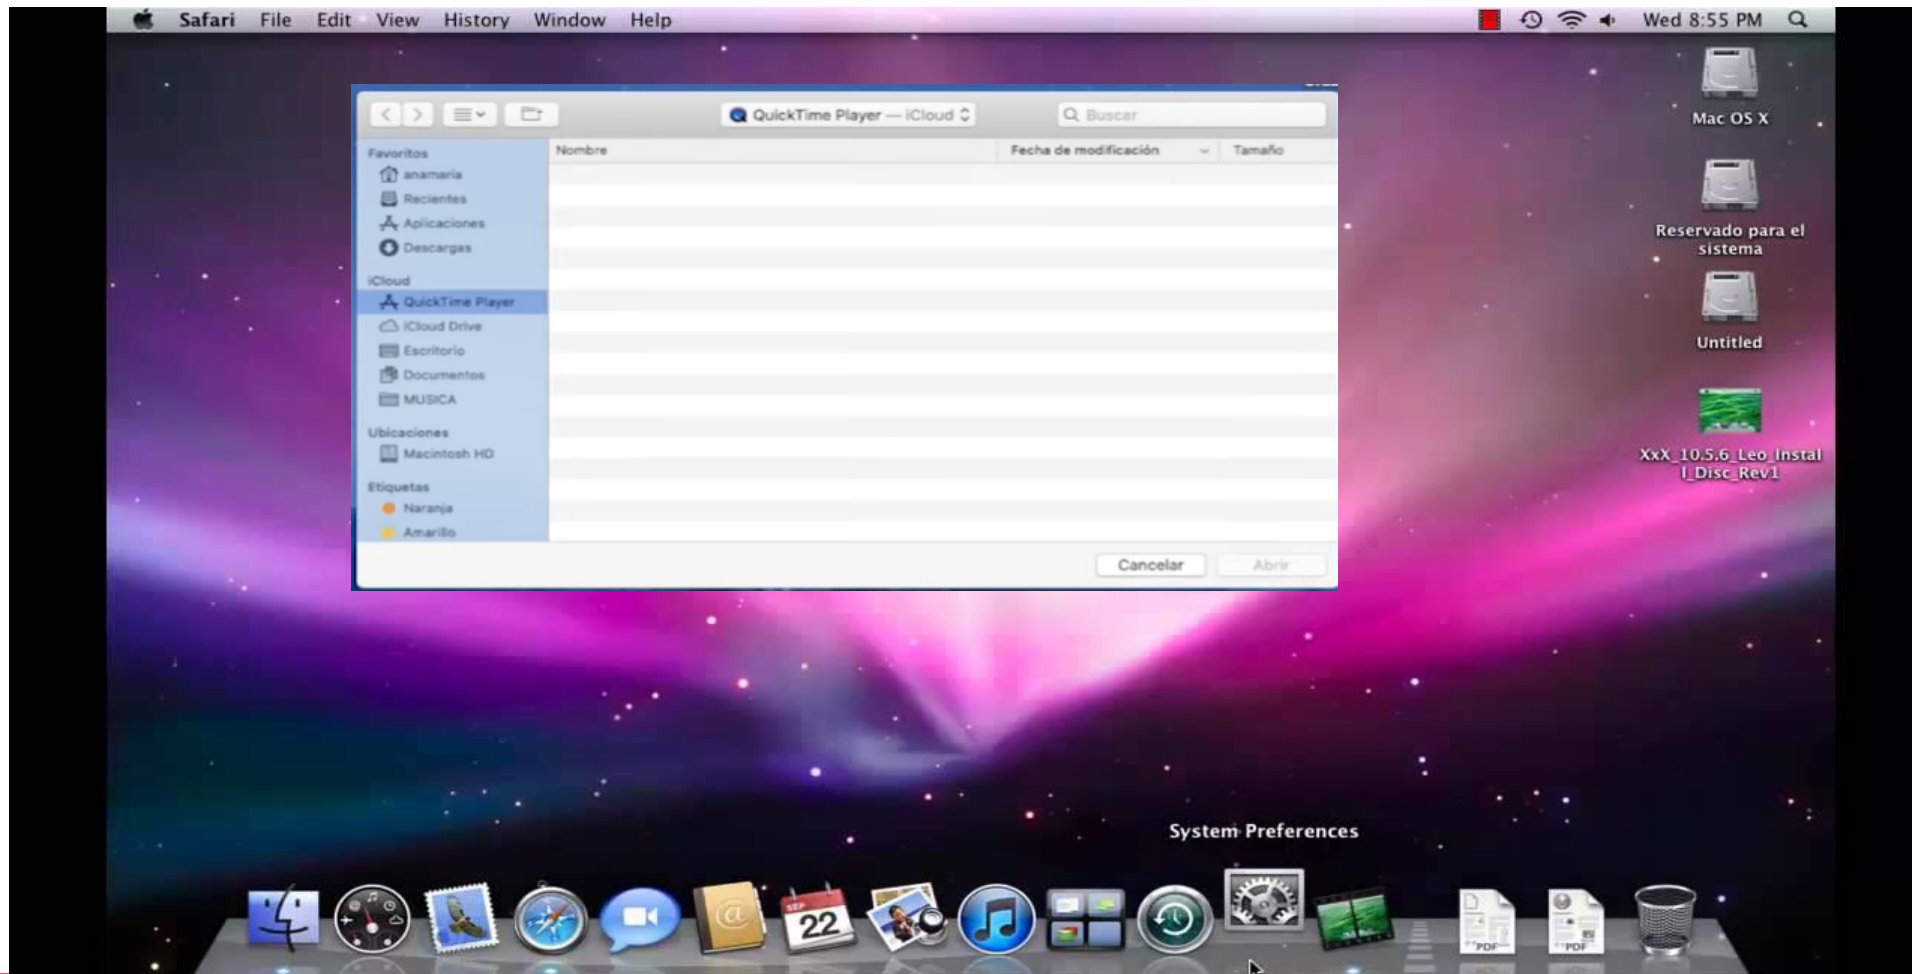 Safari File Edit View History Window Help Wed 8:55 PM
Mac OS X
Reservado para el
sistema
Untitled
XxX_10.5.6_Leo_Instal
l_Disc_Rev1
QuickTime Player — iCloud
Buscar
Favoritos
anamaria
Recientes
Aplicaciones
Descargas
iCloud
QuickTime Player
iCloud Drive
Escritorio
Documentos
MUSICA
Ubicaciones
Macintosh HD
Etiquetas
Naranja
Amarillo
Nombre Fecha de modificación Tamaño
Cancelar Abrir
System Preferences
SEP
22
PDF
PDF